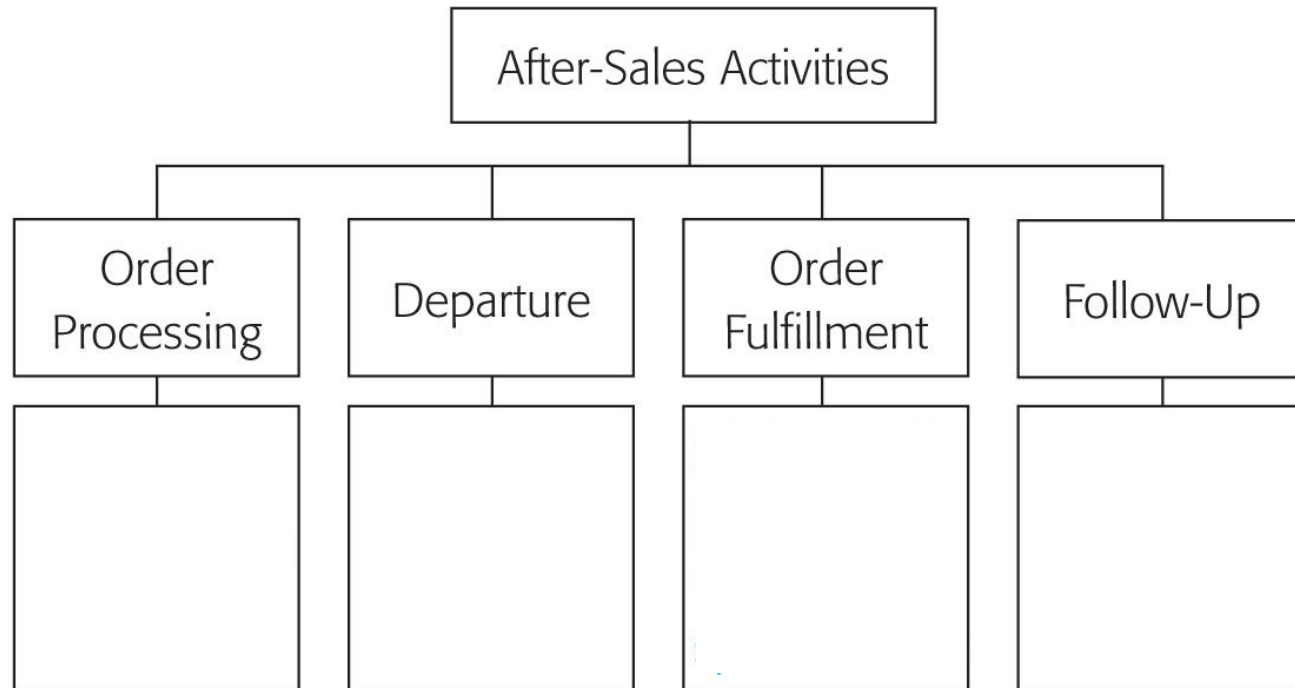 After-Sales Activities
Order
Processing
Departure
Order
Fulfillment
Follow-Up